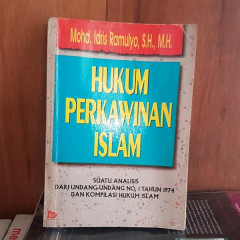 Mohd. Idris Ramulyo, S.H., M.H.
HUKUM
PERKAWINAN
ISLAM
SUATU ANALISIS
DARI UNDANG-UNDANG NO. 1 TAHUN 1974
DAN KOMPILASI HUKUM ISLAM